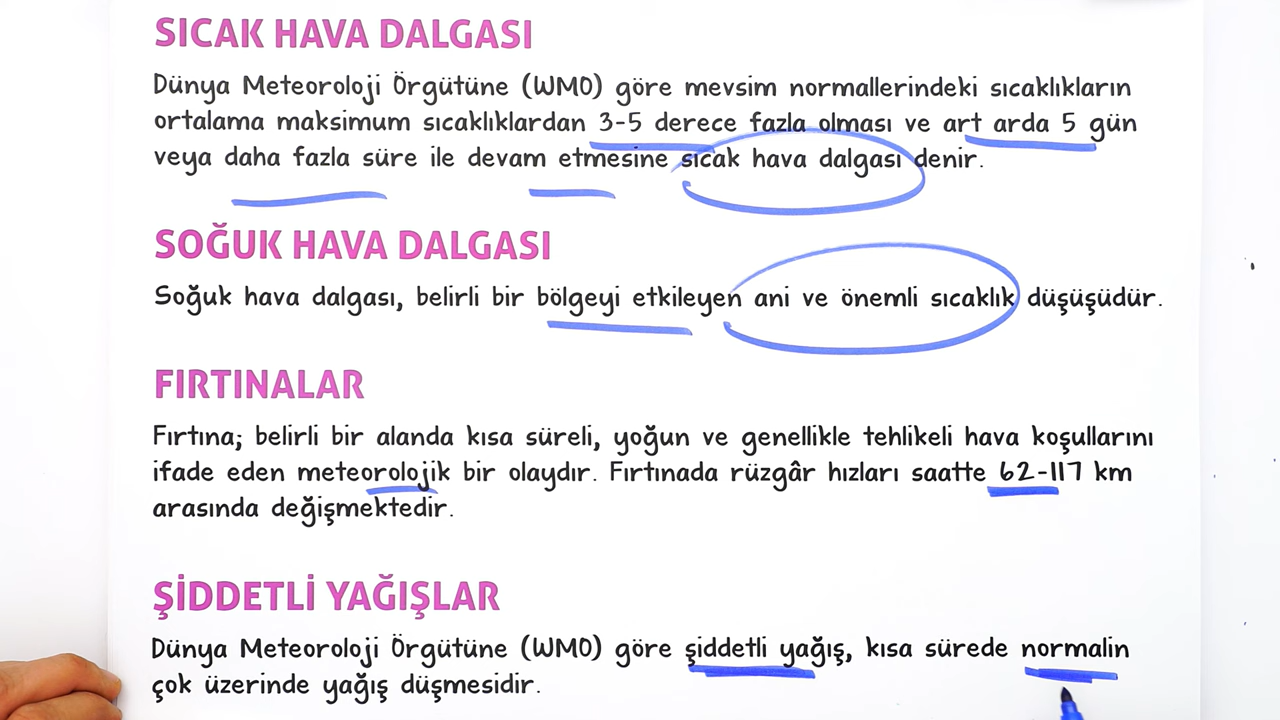 SICAK HAVA DALGASI
Dünya Meteoroloji Örgütüne (WMO) göre mevsim normallerindeki sıcaklıkların
ortalama maksimum sıcaklıklardan 3-5 derece fazla olması ve art arda 5 gün
veya daha fazla süre ile devam etmesine sıcak hava dalgası denir.
SOĞUK HAVA DALGASI
Soğuk hava dalgası, belirli bir bölgeyi etkileyen ani ve önemli sıcaklık düşüşüdür.
FIRTINALAR
Fırtına; belirli bir alanda kısa süreli, yoğun ve genellikle tehlikeli hava koşullarını
ifade eden meteorolojik bir olaydır. Fırtınada rüzgâr hızları saatte 62-117 km
arasında değişmektedir.
ŞİDDETLİ YAĞIŞLAR
Dünya Meteoroloji Örgütüne (WMO) göre şiddetli yağış, kısa sürede normalin
çok üzerinde yağış düşmesidir.